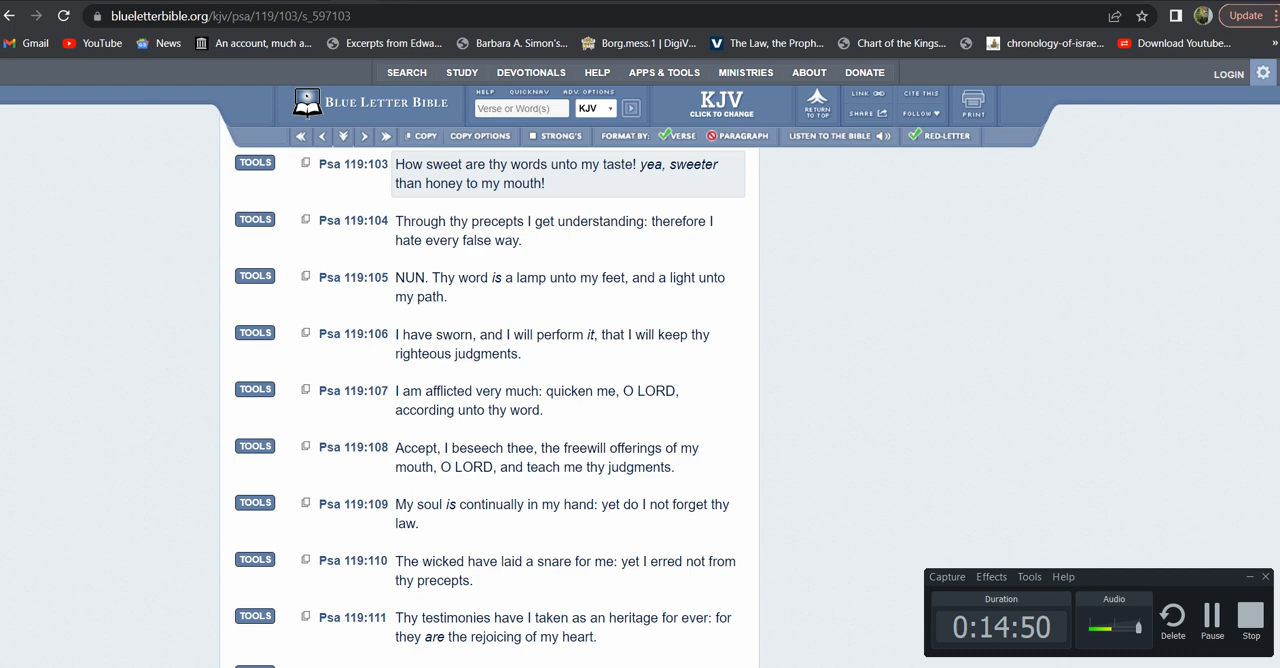 blueletterbible.org/kjv/psa/119/103/s_597103
Update
Gmail YouTube News An account, much a... Excerpts from Edwa... Barbara A. Simon's... Borg.mess.1 | DigiV... The Law, the Proph... Chart of the Kings... chronology-of-israe... Download Youtube... »
SEARCH STUDY DEVOTIONALS HELP APPS & TOOLS MINISTRIES ABOUT DONATE LOGIN
HELP QUICKNAV ADV. OPTIONS
BLUE LETTER BIBLE
Verse or Word(s) KJV
KJV
CLICK TO CHANGE
RETURN
TO TOP
LINK CITE THIS
SHARE FOLLOW
PRINT
COPY COPY OPTIONS STRONG'S FORMAT BY: VERSE PARAGRAPH LISTEN TO THE BIBLE RED-LETTER
TOOLS Psa 119:103 How sweet are thy words unto my taste! yea, sweeter
than honey to my mouth!
TOOLS Psa 119:104 Through thy precepts I get understanding: therefore I
hate every false way.
TOOLS Psa 119:105 NUN. Thy word is a lamp unto my feet, and a light unto
my path.
TOOLS Psa 119:106 I have sworn, and I will perform it, that I will keep thy
righteous judgments.
TOOLS Psa 119:107 I am afflicted very much: quicken me, O LORD,
according unto thy word.
TOOLS Psa 119:108 Accept, I beseech thee, the freewill offerings of my
mouth, O LORD, and teach me thy judgments.
TOOLS Psa 119:109 My soul is continually in my hand: yet do I not forget thy
law.
TOOLS Psa 119:110 The wicked have laid a snare for me: yet I erred not from
thy precepts.
TOOLS Psa 119:111 Thy testimonies have I taken as an heritage for ever: for
they are the rejoicing of my heart.
Capture Effects Tools Help
Duration Audio
0:14:50
Delete Pause Stop